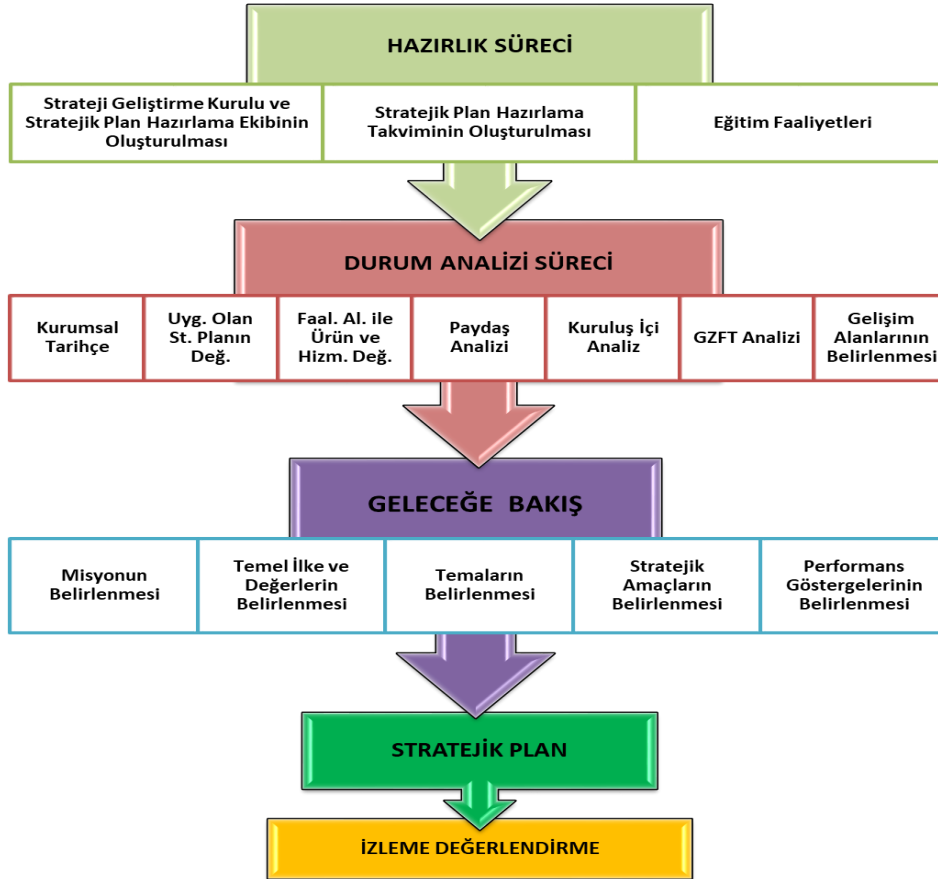 HAZIRLIK SÜRECİ
Strateji Geliştirme Kurulu ve
Stratejik Plan Hazırlama Ekibinin
Oluşturulması
Stratejik Plan Hazırlama
Takviminin Oluşturulması
Eğitim Faaliyetleri
DURUM ANALİZİ SÜRECİ
Kurumsal
Tarihçe
Uyg. Olan
St. Planın
Değ.
Faal. Al. ile
Ürün ve
Hizm. Değ.
Paydaş
Analizi
Kuruluş İçi
Analiz
GZFT Analizi
Gelişim
Alanlarının
Belirlenmesi
GELECEĞE BAKIŞ
Misyonun
Belirlenmesi
Temel İlke ve
Değerlerin
Belirlenmesi
Temaların
Belirlenmesi
Stratejik
Amaçların
Belirlenmesi
Performans
Göstergelerinin
Belirlenmesi
STRATEJİK PLAN
İZLEME DEĞERLENDİRME